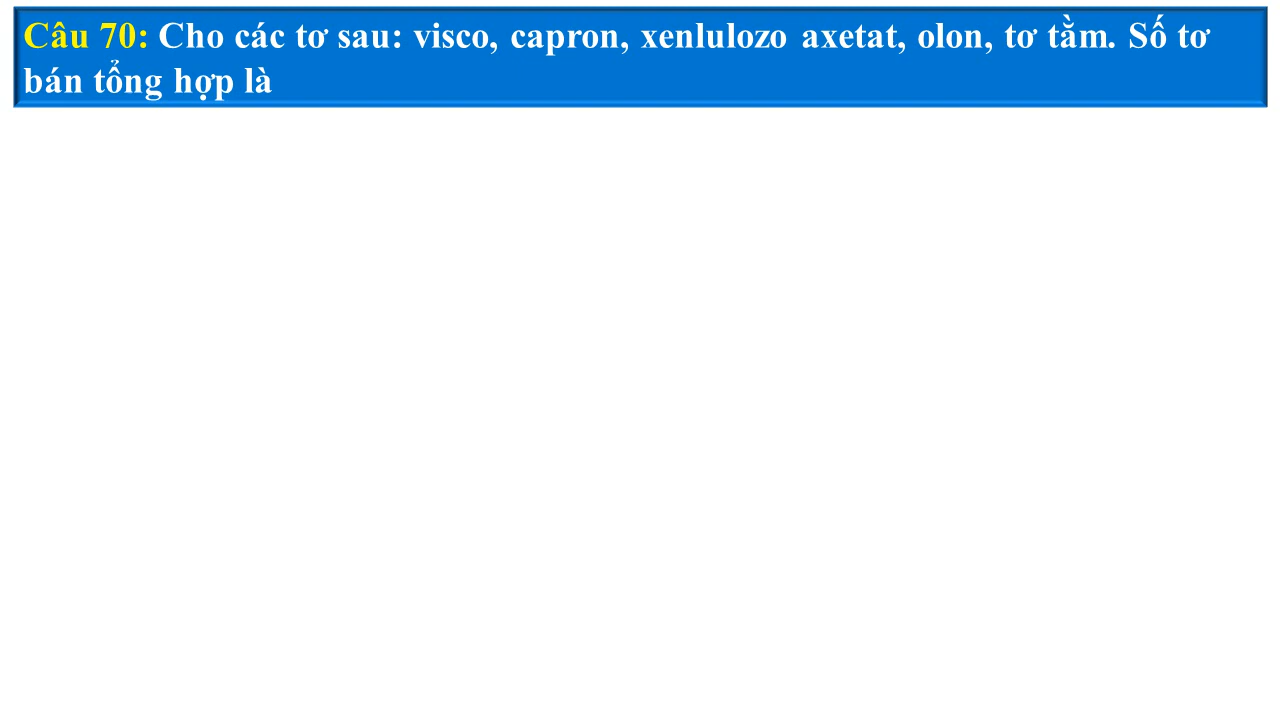 Câu 70: Cho các tơ sau: visco, capron, xenlulozo axetat, olon, tơ tằm. Số tơ
bán tổng hợp là